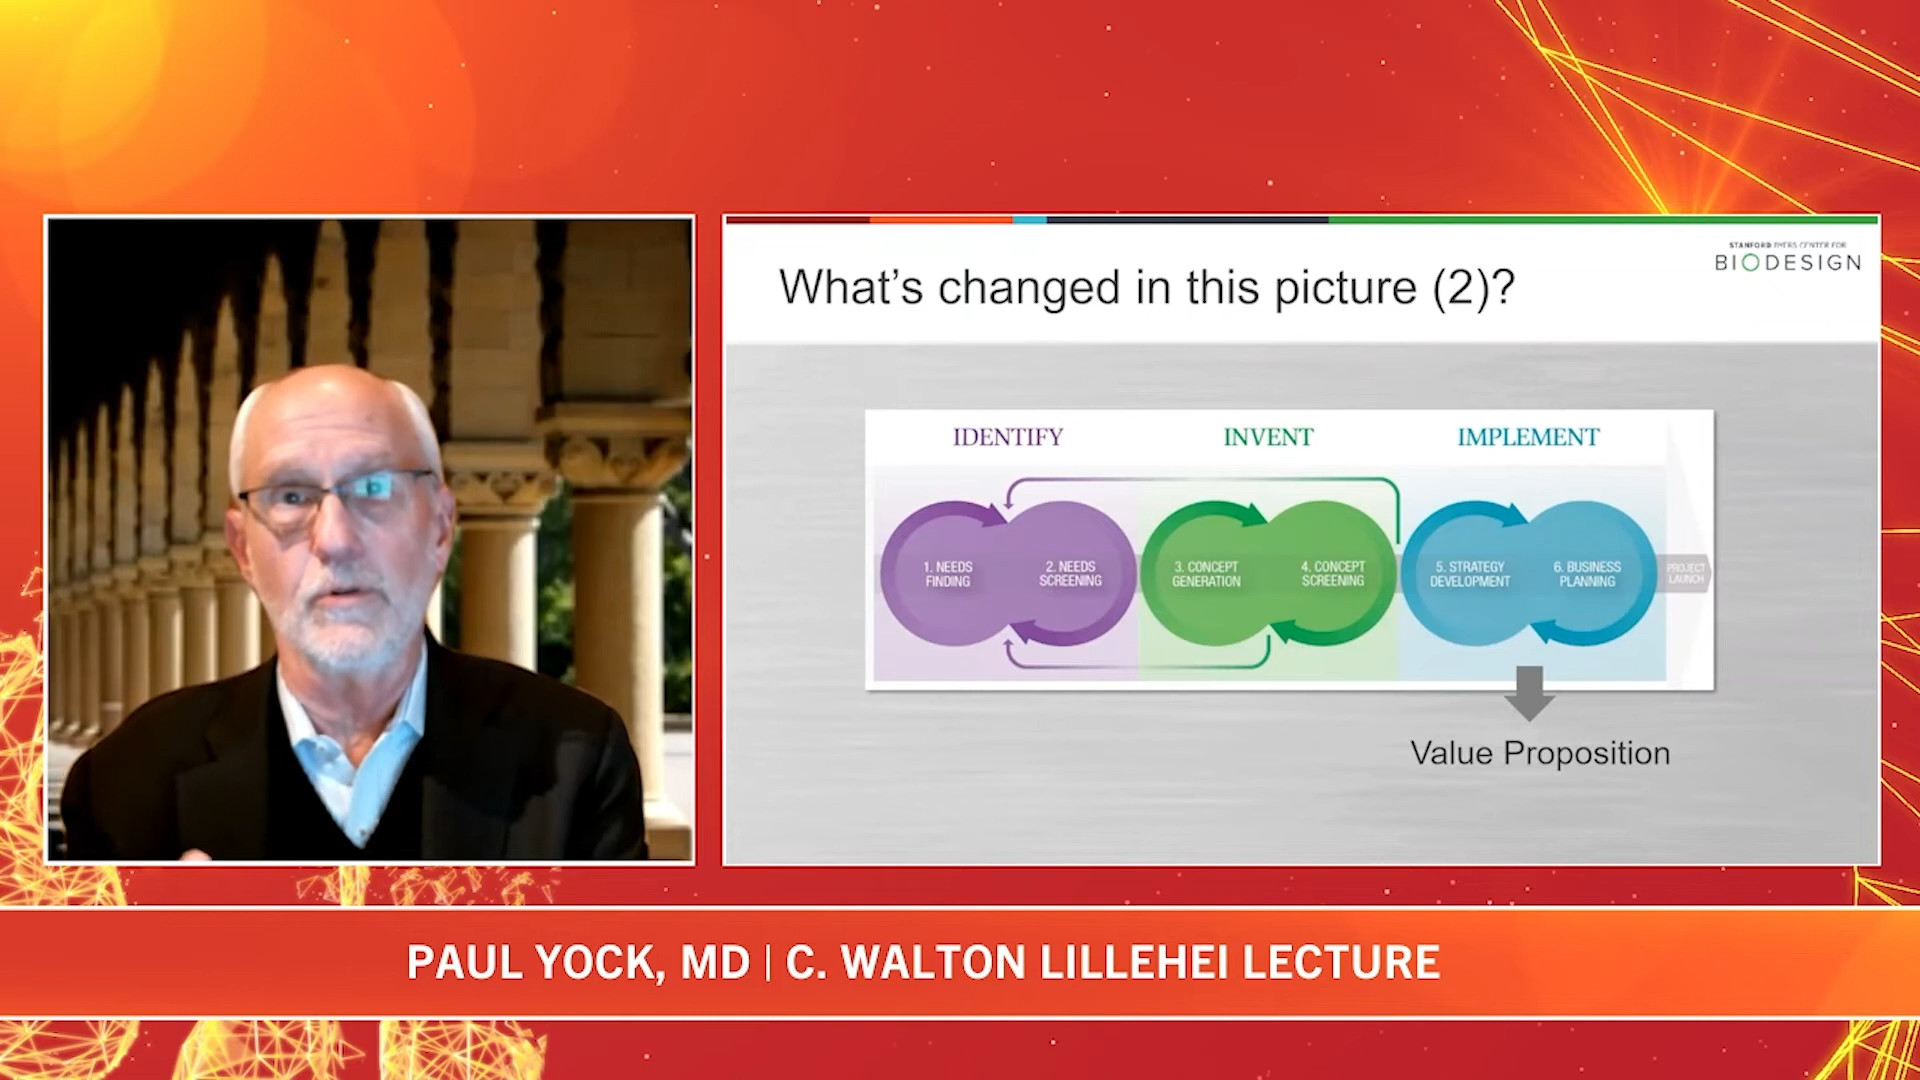 STANFORD BYERS CENTER FOR
BIODESIGN
What's changed in this picture (2)?
IDENTIFY
INVENT
IMPLEMENT
1. NEEDS
FINDING
2. NEEDS
SCREENING
3. CONCEPT
GENERATION
4. CONCEPT
SCREENING
5. STRATEGY
DEVELOPMENT
6. BUSINESS
PLANNING
PROJECT
LAUNCH
Value Proposition
PAUL YOCK, MD | C. WALTON LILLEHEI LECTURE